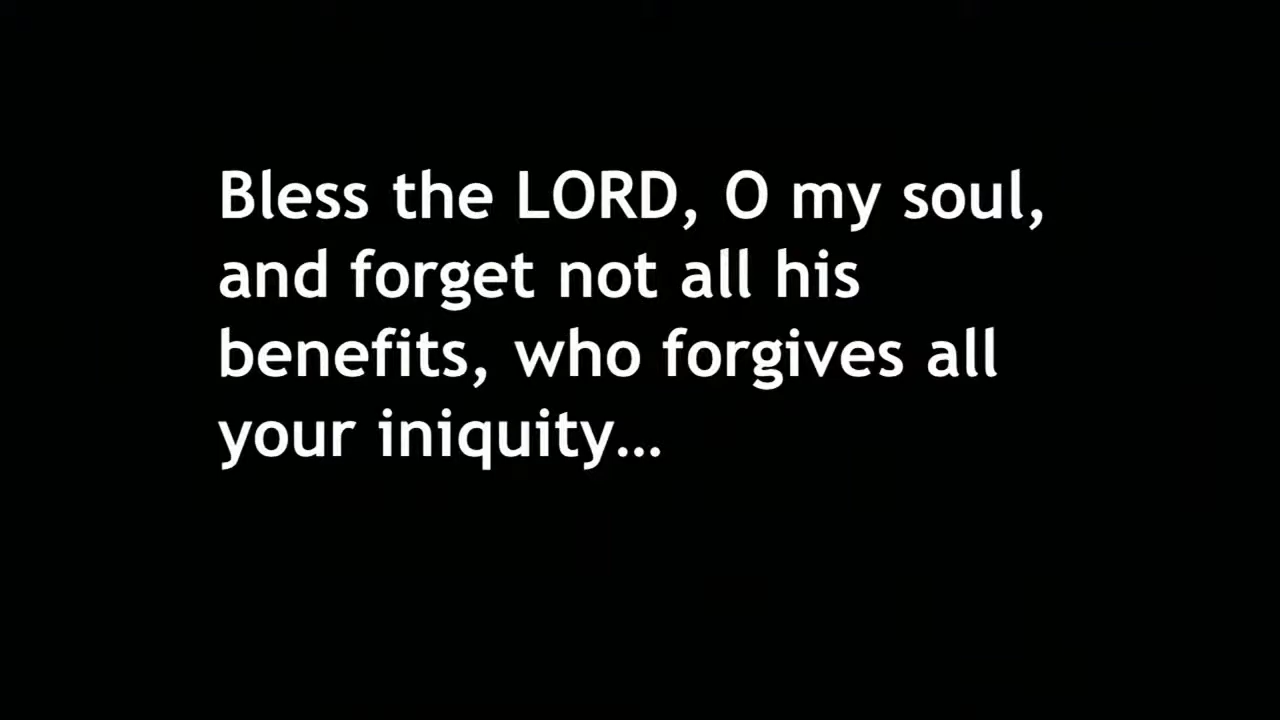 Bless the LORD, O my soul,
and forget not all his
benefits, who forgives all
your iniquity…